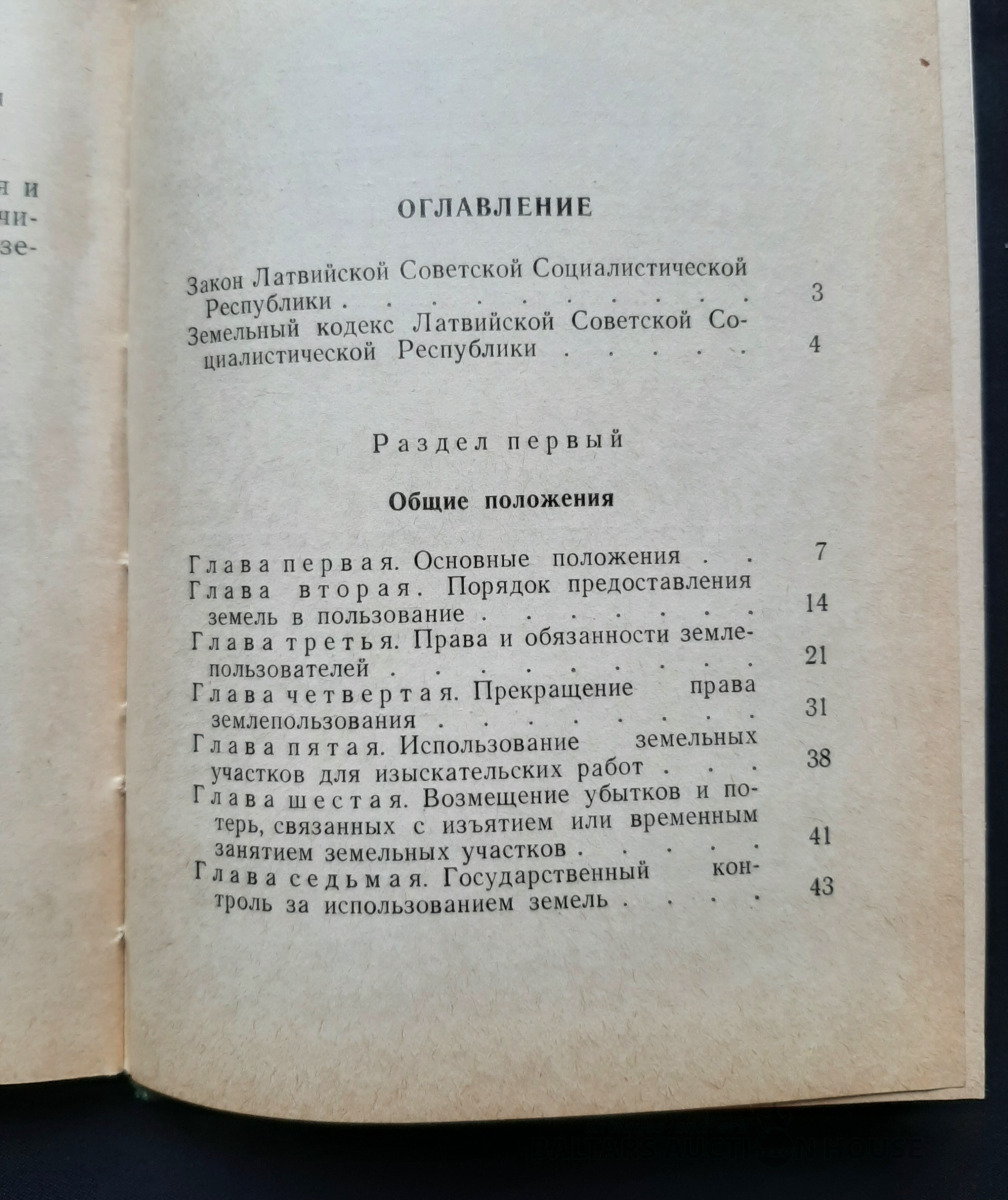 я и
чи-
зе-
ОГЛАВЛЕНИЕ
Закон Латвийской Советской Социалистической
Республики . . . . . . . . . . 3
Земельный кодекс Латвийской Советской Со-
циалистической Республики . . . . . 4
Раздел первый
Общие положения
Глава первая. Основные положения . . 7
Глава вторая. Порядок предоставления
земель в пользование . . . . . . . 14
Глава третья. Права и обязанности земле-
пользователей . . . . . . . . . 21
Глава четвертая. Прекращение права
землепользования . . . . . . . . 31
Глава пятая. Использование земельных
участков для изыскательских работ . . . 38
Глава шестая. Возмещение убытков и по-
терь, связанных с изъятием или временным
занятием земельных участков . . . . . 41
Глава седьмая. Государственный кон-
троль за использованием земель . . . . 43